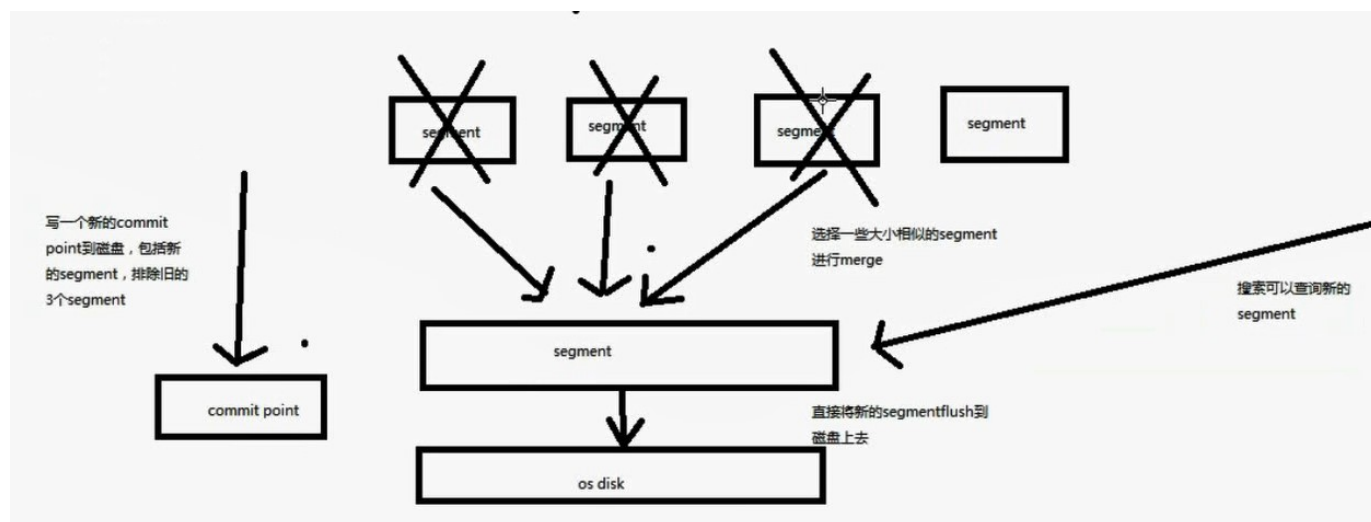 segment
segment
segment
segment
写一个新的commit
point到磁盘，包括新
的segment，排除旧的
3个segment
选择一些大小相似的segment
进行merge
搜索可以查询新的
segment
segment
commit point
直接将新的segmentflush到
磁盘上去
os disk